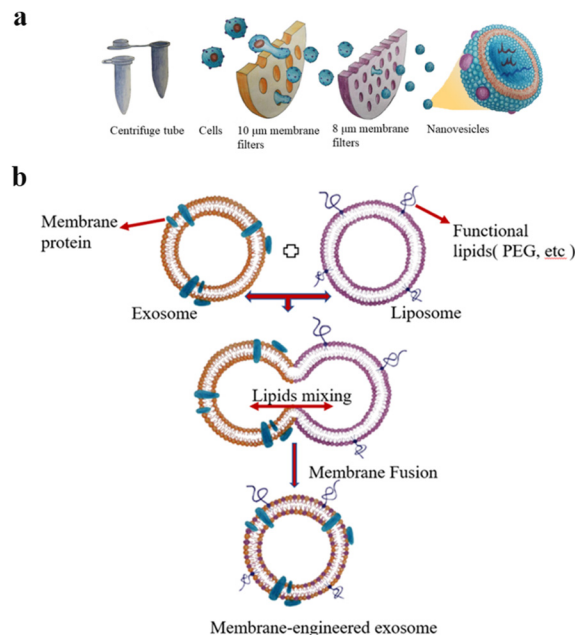 a
Centrifuge tube
Cells
10 μm membrane
filters
8 μm membrane
filters
Nanovesicles
b
Membrane
protein
Functional
lipids( PEG, etc )
Exosome
Liposome
Lipids mixing
Membrane Fusion
Membrane-engineered exosome